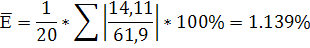 E̅ = 1/20 * ∑ |14,11/61,9| * 100% = 1.139%